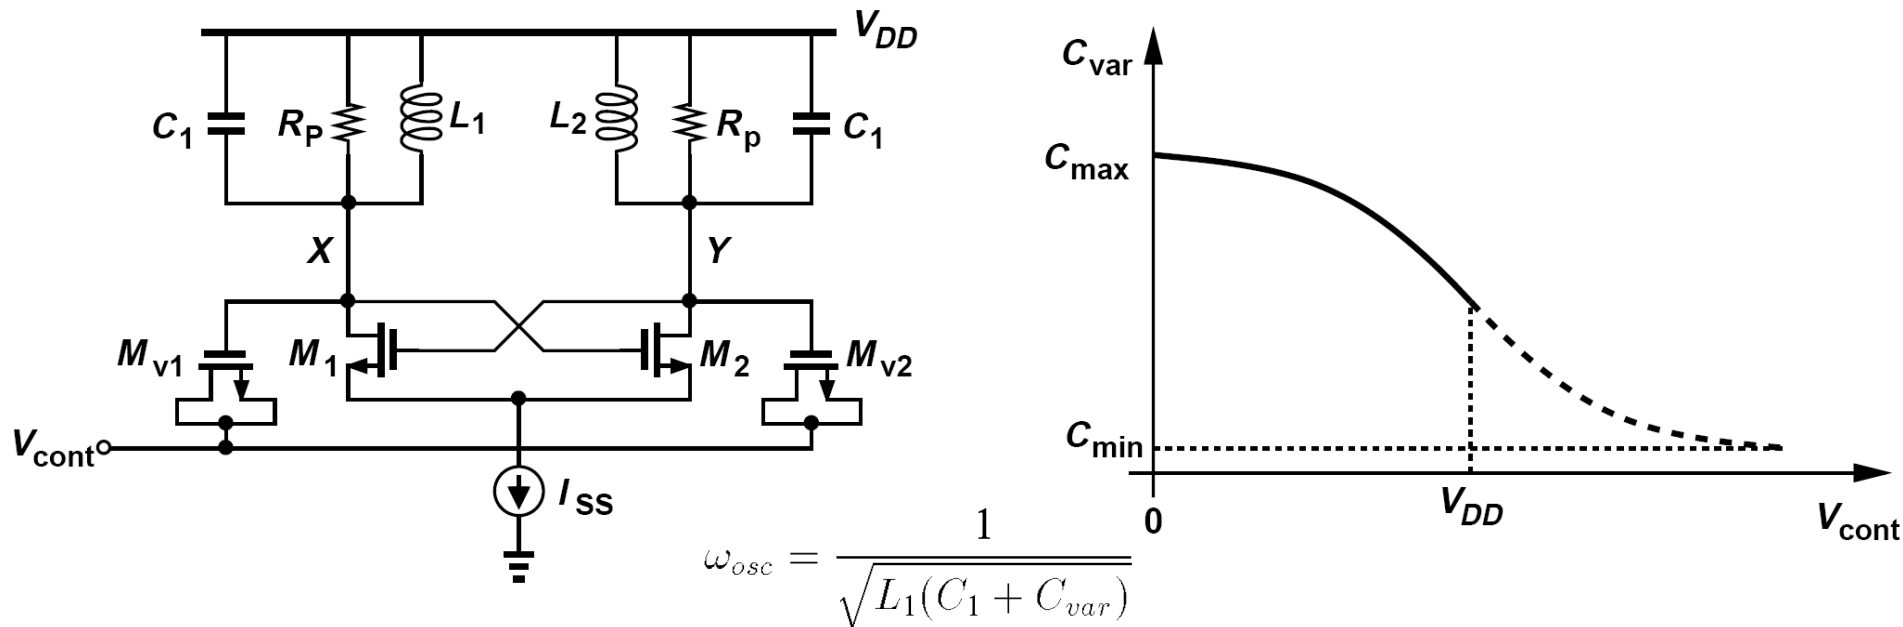 V_DD
C_1
R_P
L_1
L_2
R_p
C_1
X
Y
M_v1
M_1
M_2
M_v2
V_cont
I_SS
ω_osc = 1 / √(L_1(C_1 + C_var))
C_var
C_max
C_min
0
V_DD
V_cont